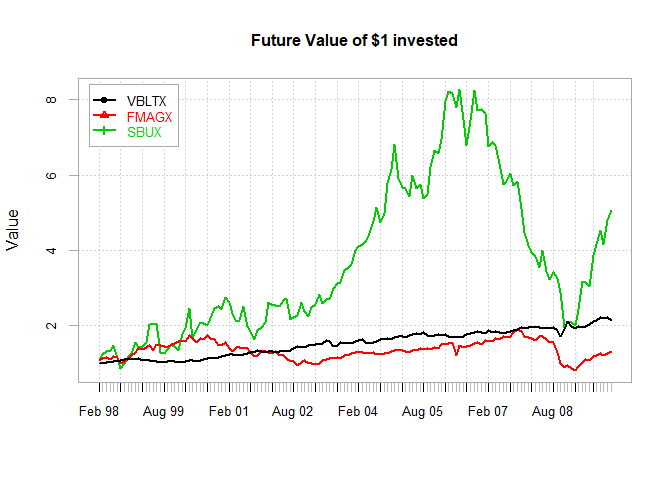 Future Value of $1 invested
VBLTX
FMAGX
SBUX
8
6
4
2
Value
Feb 98 Aug 99 Feb 01 Aug 02 Feb 04 Aug 05 Feb 07 Aug 08